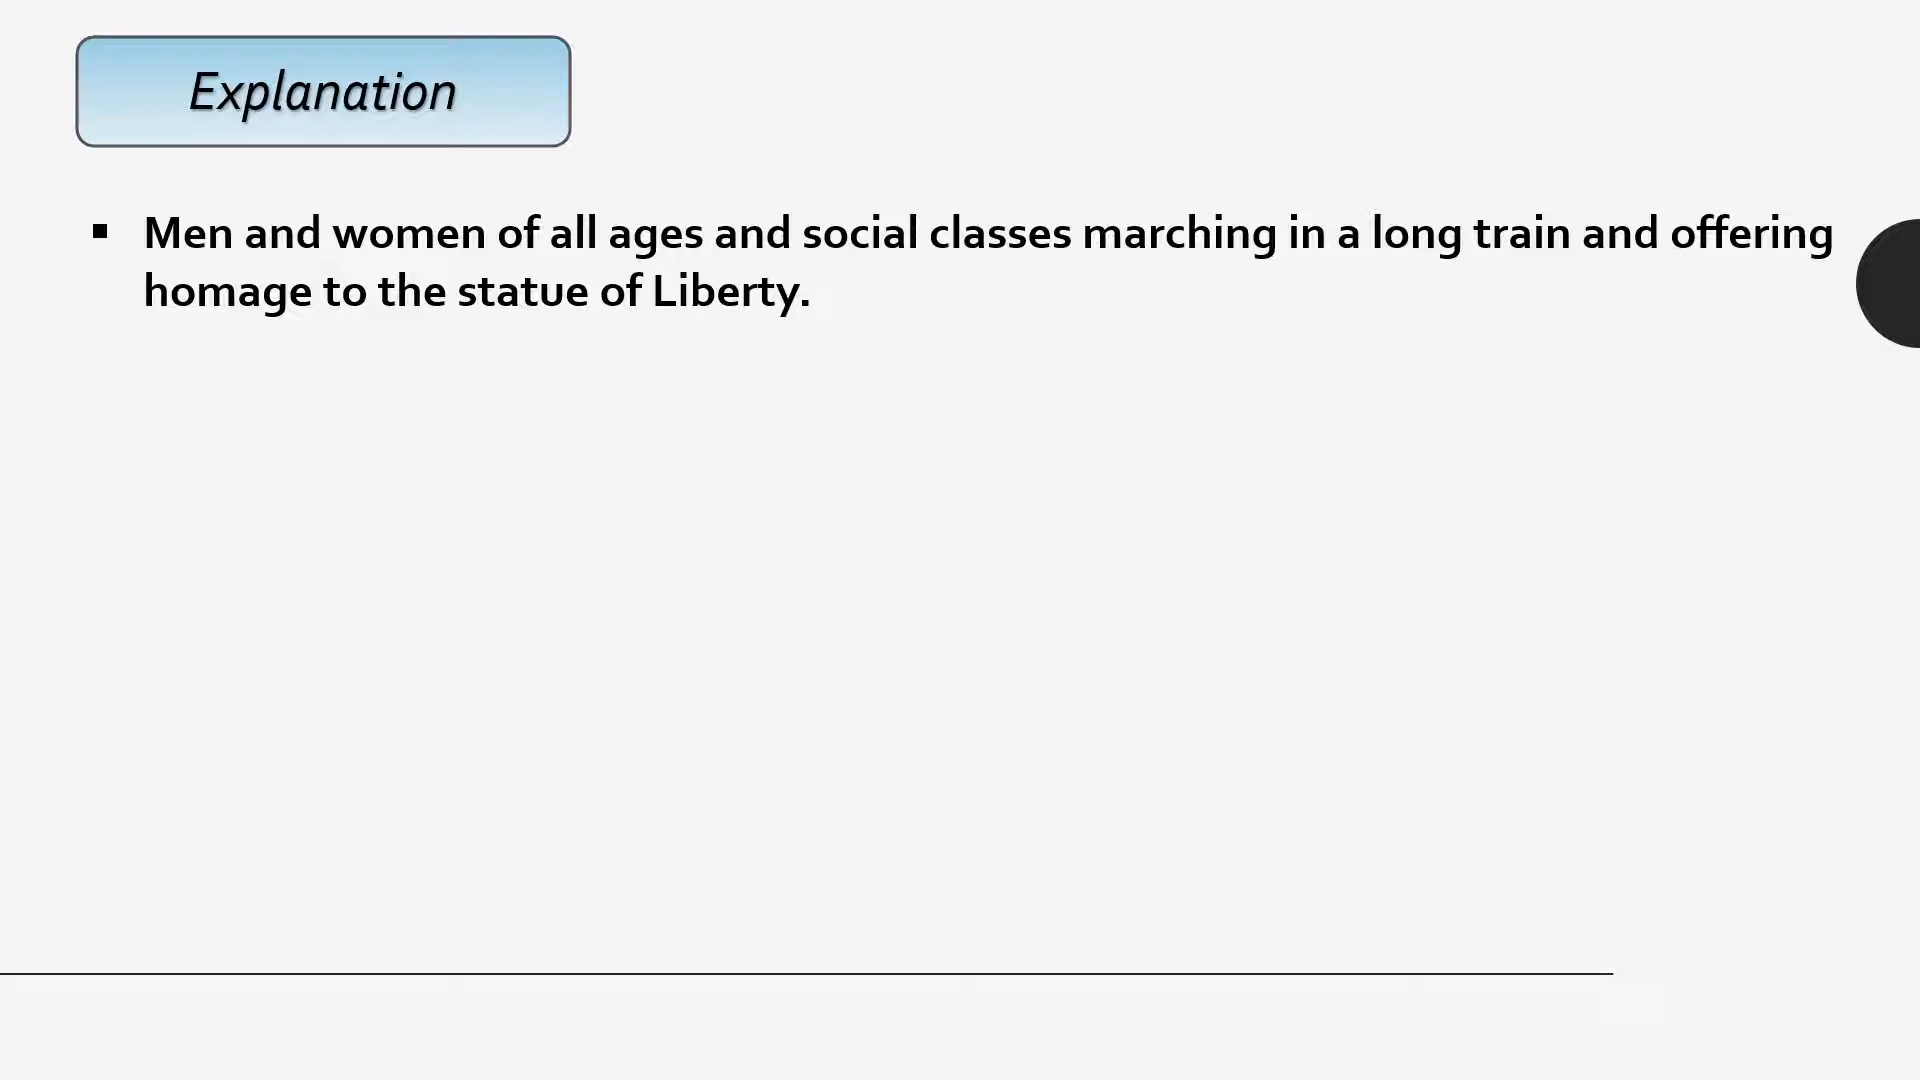 Explanation
▪ Men and women of all ages and social classes marching in a long train and offering
homage to the statue of Liberty.